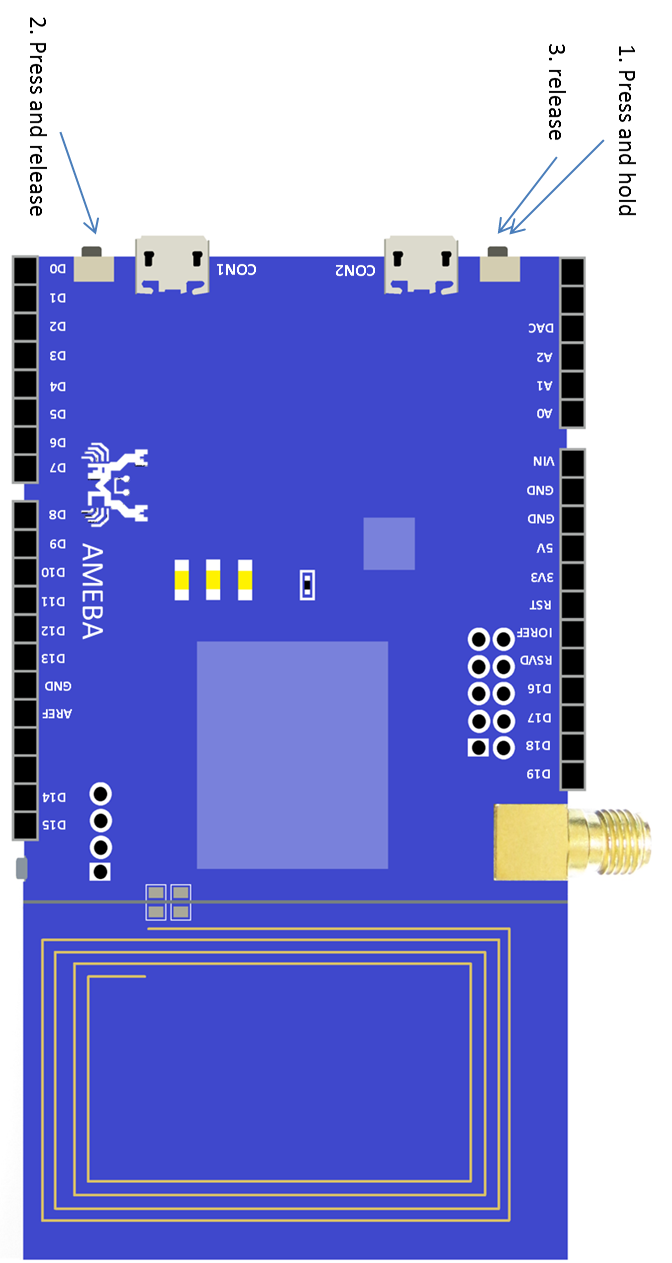 1. Press and hold
3. release
2. Press and release
CON1
CON2
D0
D1
D2
D3
D4
D5
D6
D7
D8
D9
D10
D11
D12
D13
GND
AREF
D14
D15
AMEBA
DAC
A2
A1
A0
VIN
GND
GND
5V
3V3
RST
IOREF
RSVD
D16
D17
D18
D19